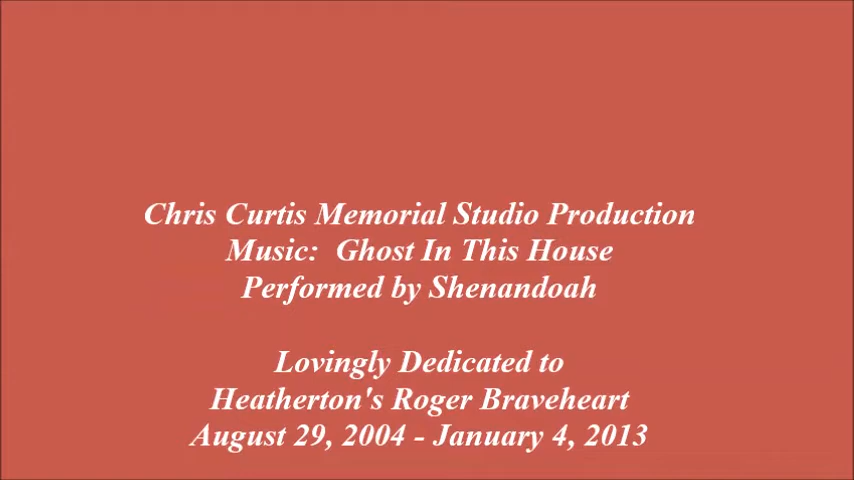 Chris Curtis Memorial Studio Production
Music:  Ghost In This House
Performed by Shenandoah
Lovingly Dedicated to
Heatherton's Roger Braveheart
August 29, 2004 - January 4, 2013